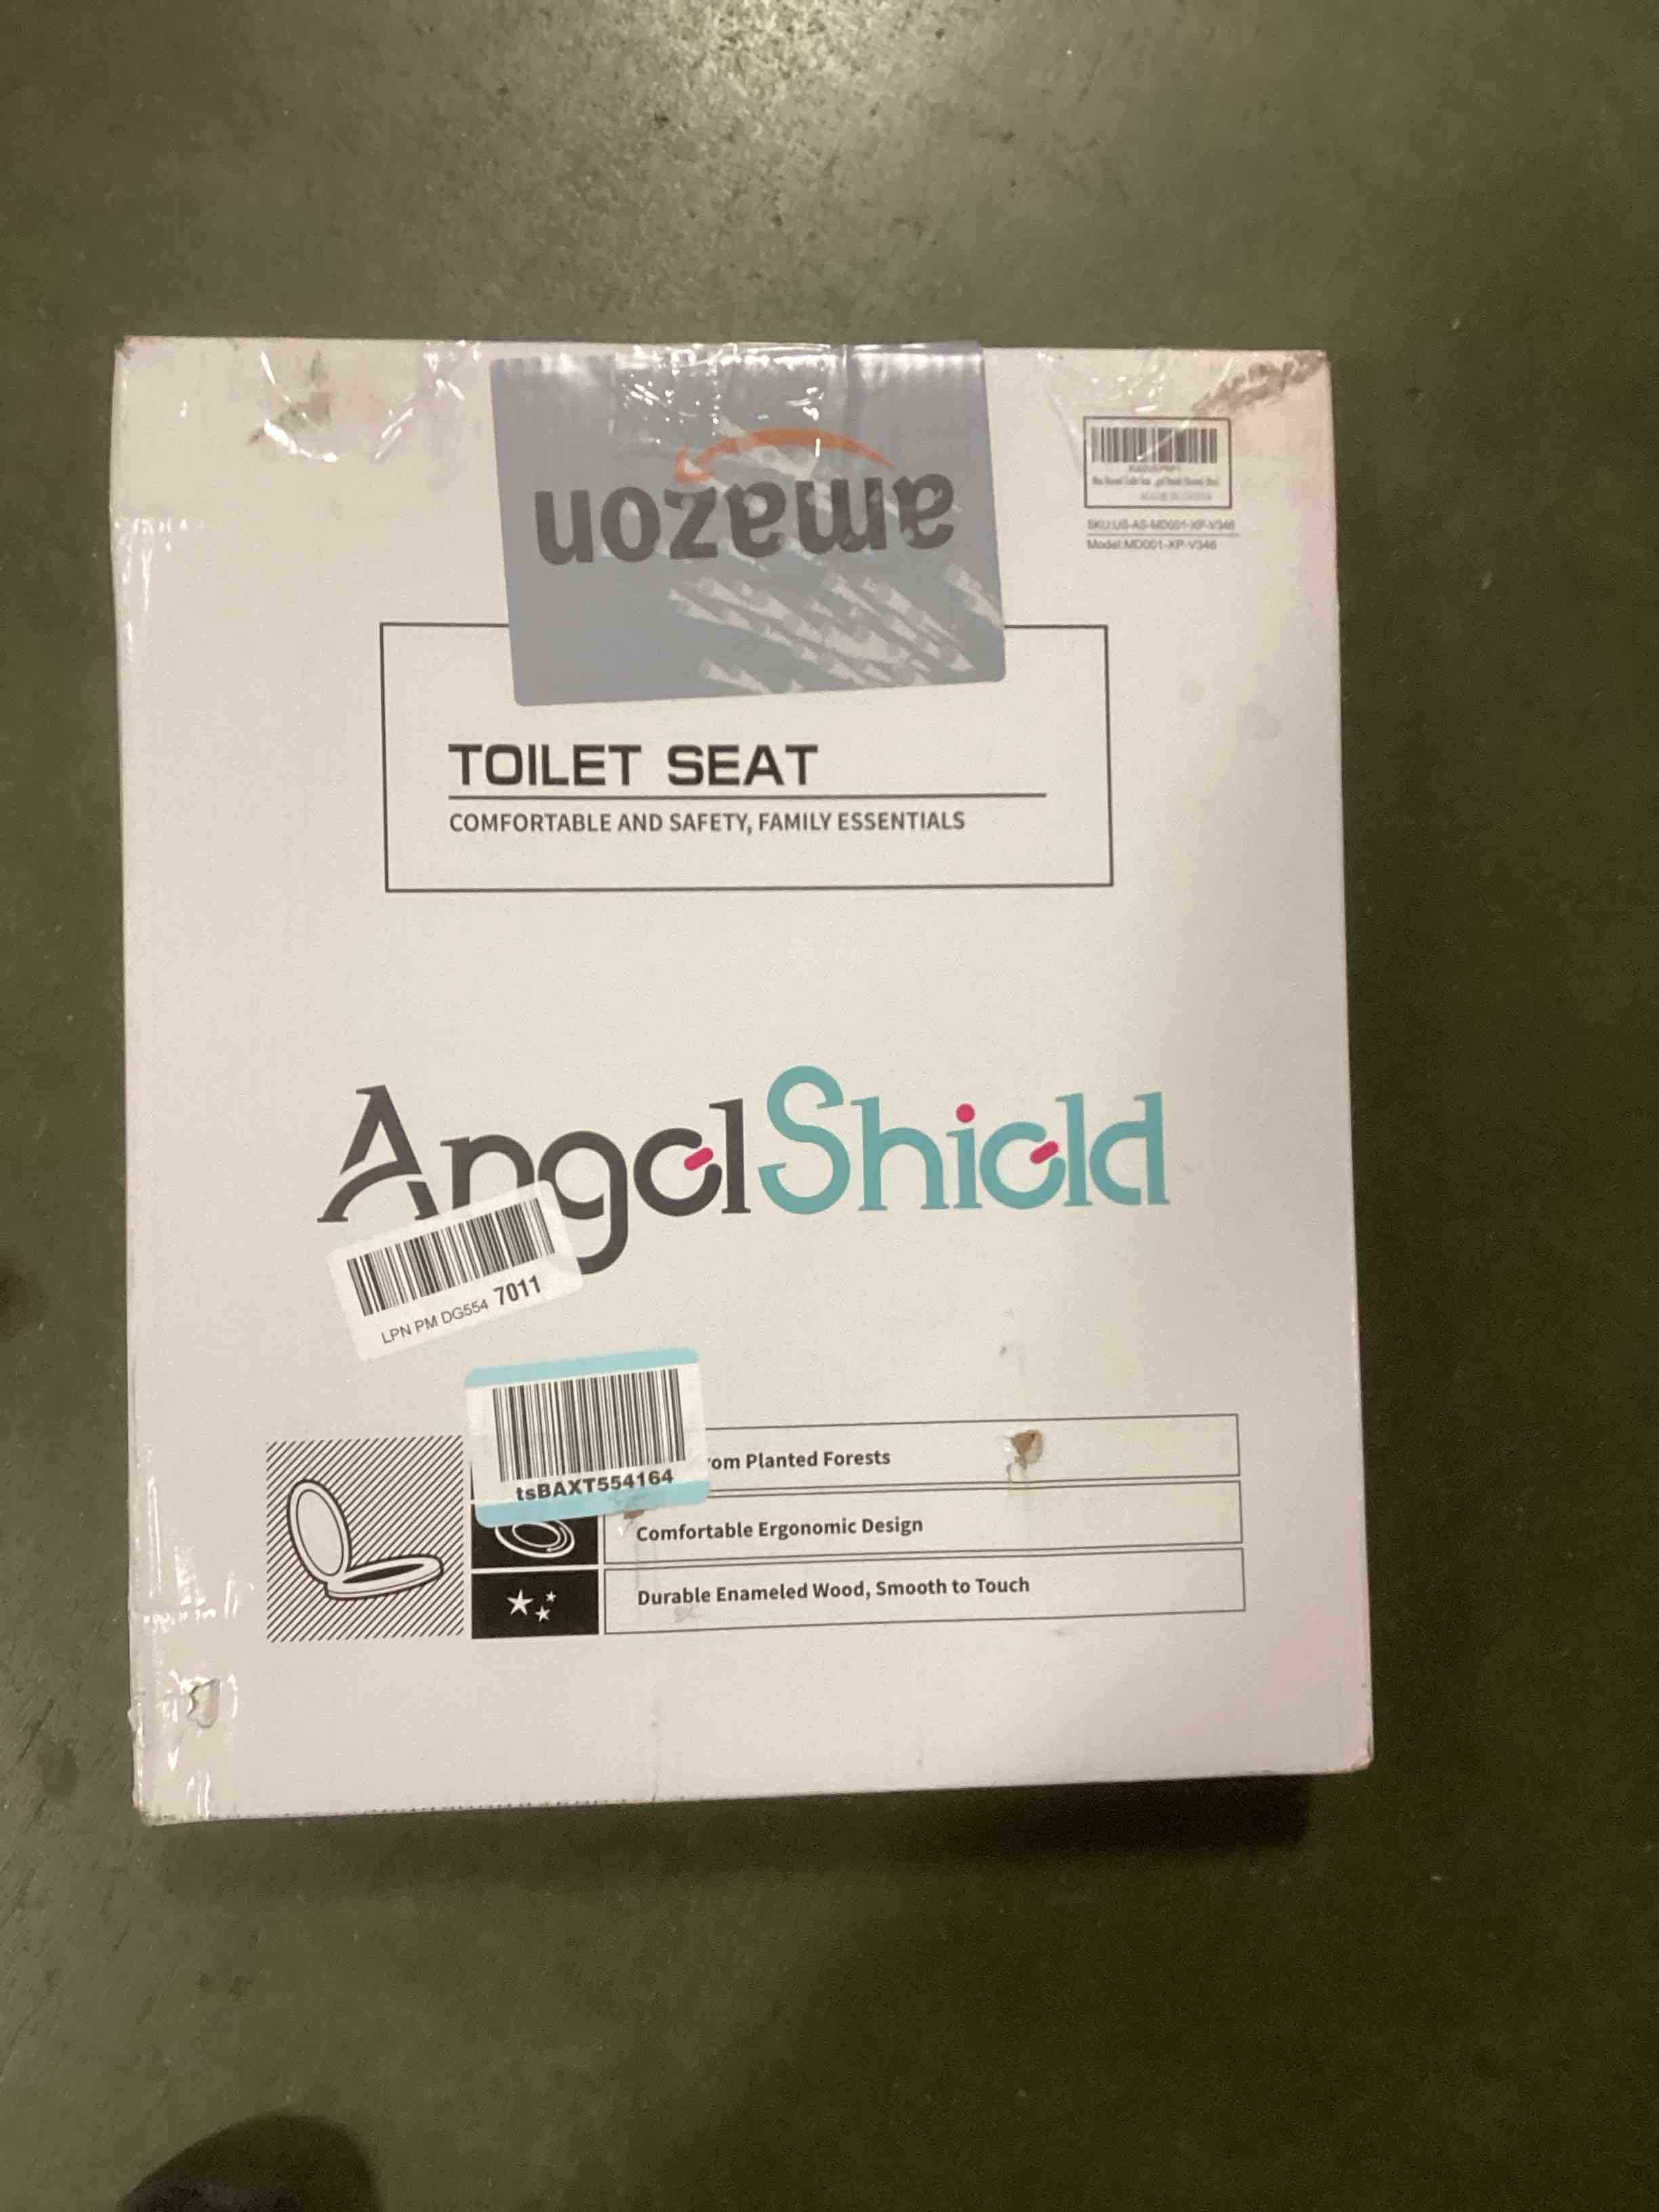 amazon
SKU:US-AS-MD001-XP-V346
Model:MD001-XP-V346
TOILET SEAT
COMFORTABLE AND SAFETY, FAMILY ESSENTIALS
AngelShield
LPN PM DG554 7011
tsBAXT554164
om Planted Forests
Comfortable Ergonomic Design
Durable Enameled Wood, Smooth to Touch